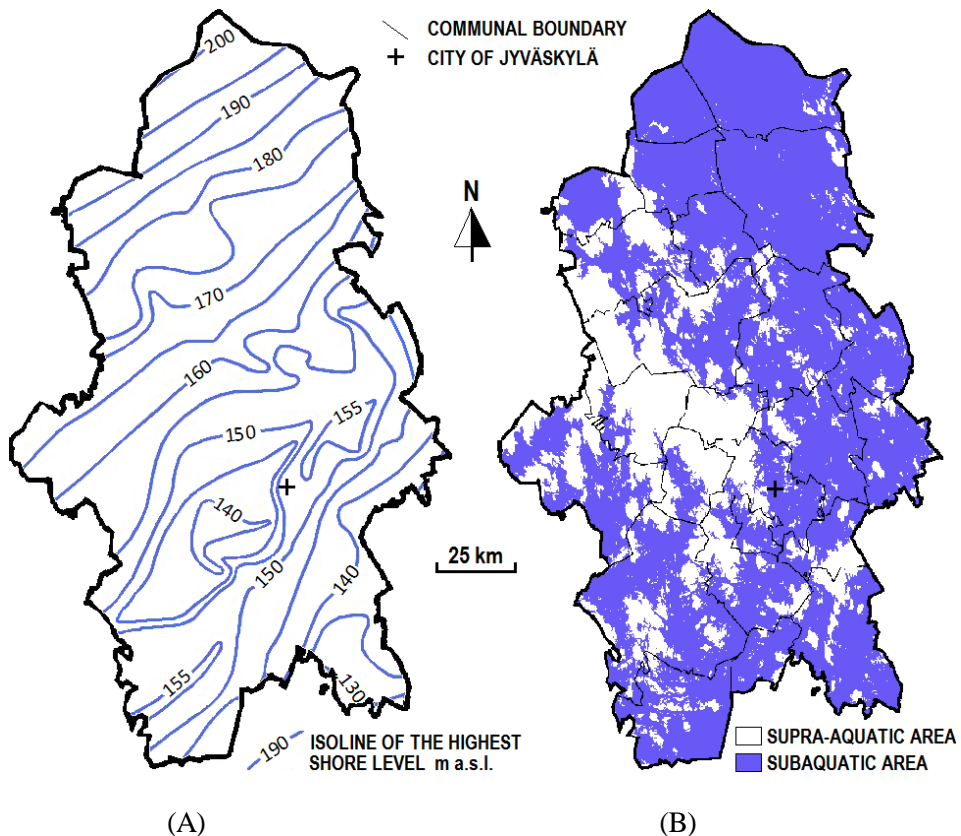 COMMUNAL BOUNDARY
CITY OF JYVÄSKYLÄ
200
190
180
N
170
160
155
150
140
150
25 km
140
155
130
190
ISOLINE OF THE HIGHEST
SHORE LEVEL m a.s.l.
SUPRA-AQUATIC AREA
SUBAQUATIC AREA
(A)
(B)